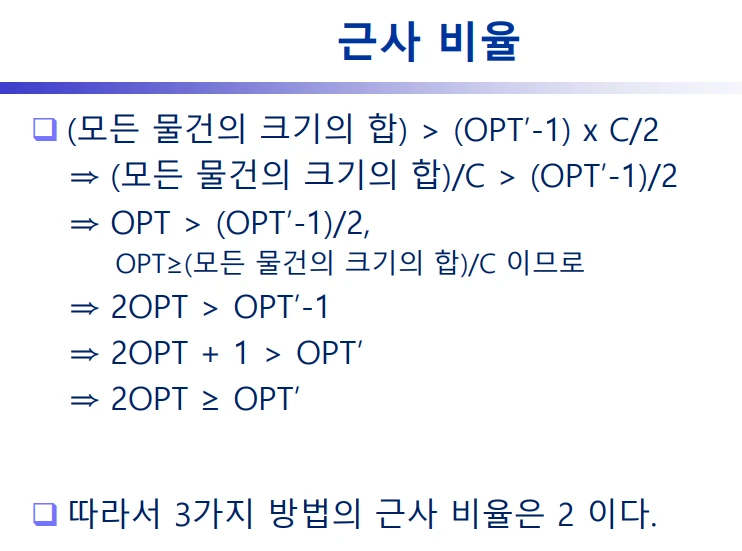 근사 비율
❑ (모든 물건의 크기의 합) > (OPT′-1) x C/2
⇒ (모든 물건의 크기의 합)/C > (OPT′-1)/2
⇒ OPT > (OPT′-1)/2,
OPT≥(모든 물건의 크기의 합)/C 이므로
⇒ 2OPT > OPT′-1
⇒ 2OPT + 1 > OPT′
⇒ 2OPT ≥ OPT′
❑ 따라서 3가지 방법의 근사 비율은 2 이다.